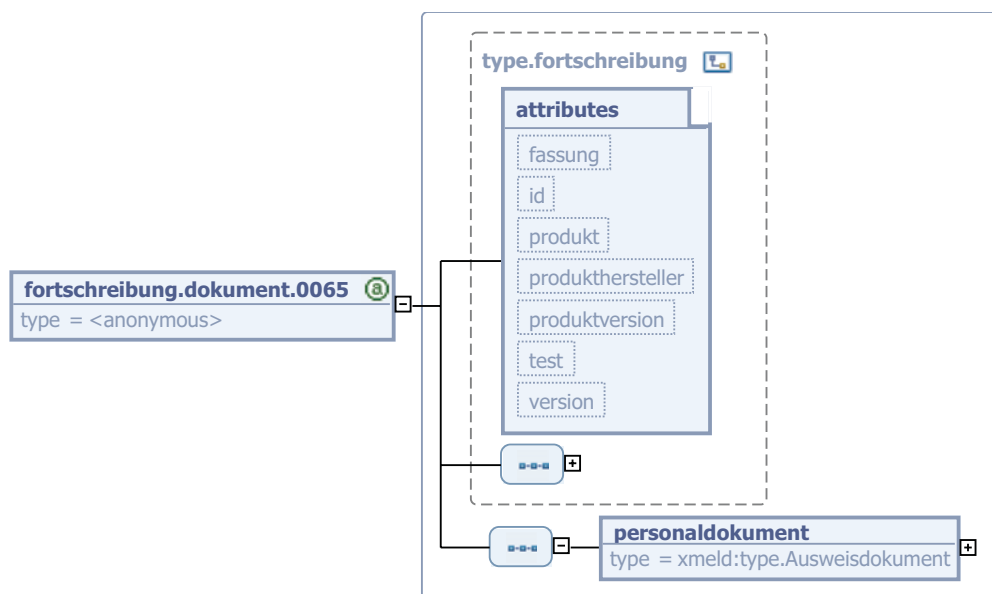 type.fortschreibung
attributes
fassung
id
produkt
produkthersteller
produktversion
test
version
fortschreibung.dokument.0065 @
type = <anonymous>
personaldokument
type = xmeld:type.Ausweisdokument